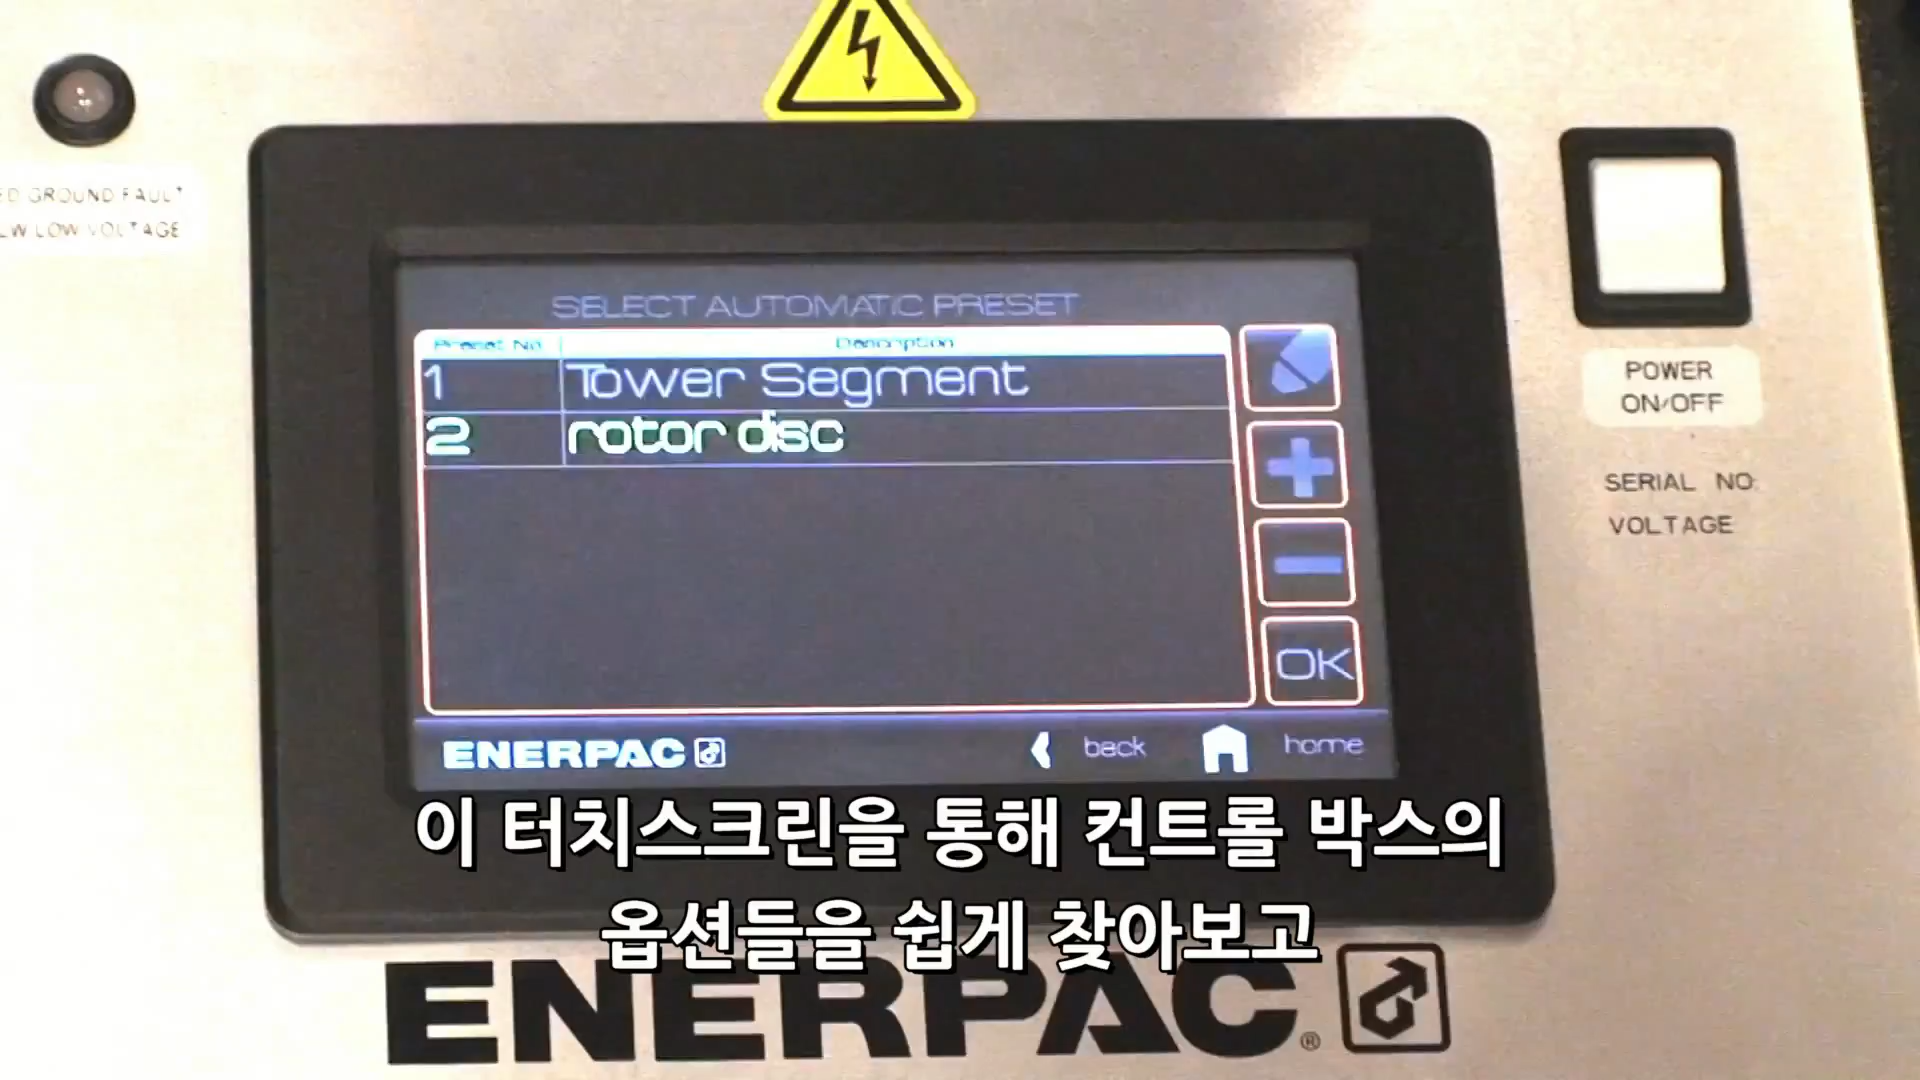 GROUND FAULT
LOW VOLTAGE
SELECT AUTOMATIC PRESET
Preset No Description
1 Tower Segment
2 rotor disc
OK
ENERPAC
back
home
POWER
ON/OFF
SERIAL NO:
VOLTAGE
이 터치스크린을 통해 컨트롤 박스의
옵션들을 쉽게 찾아보고
ENERPAC®